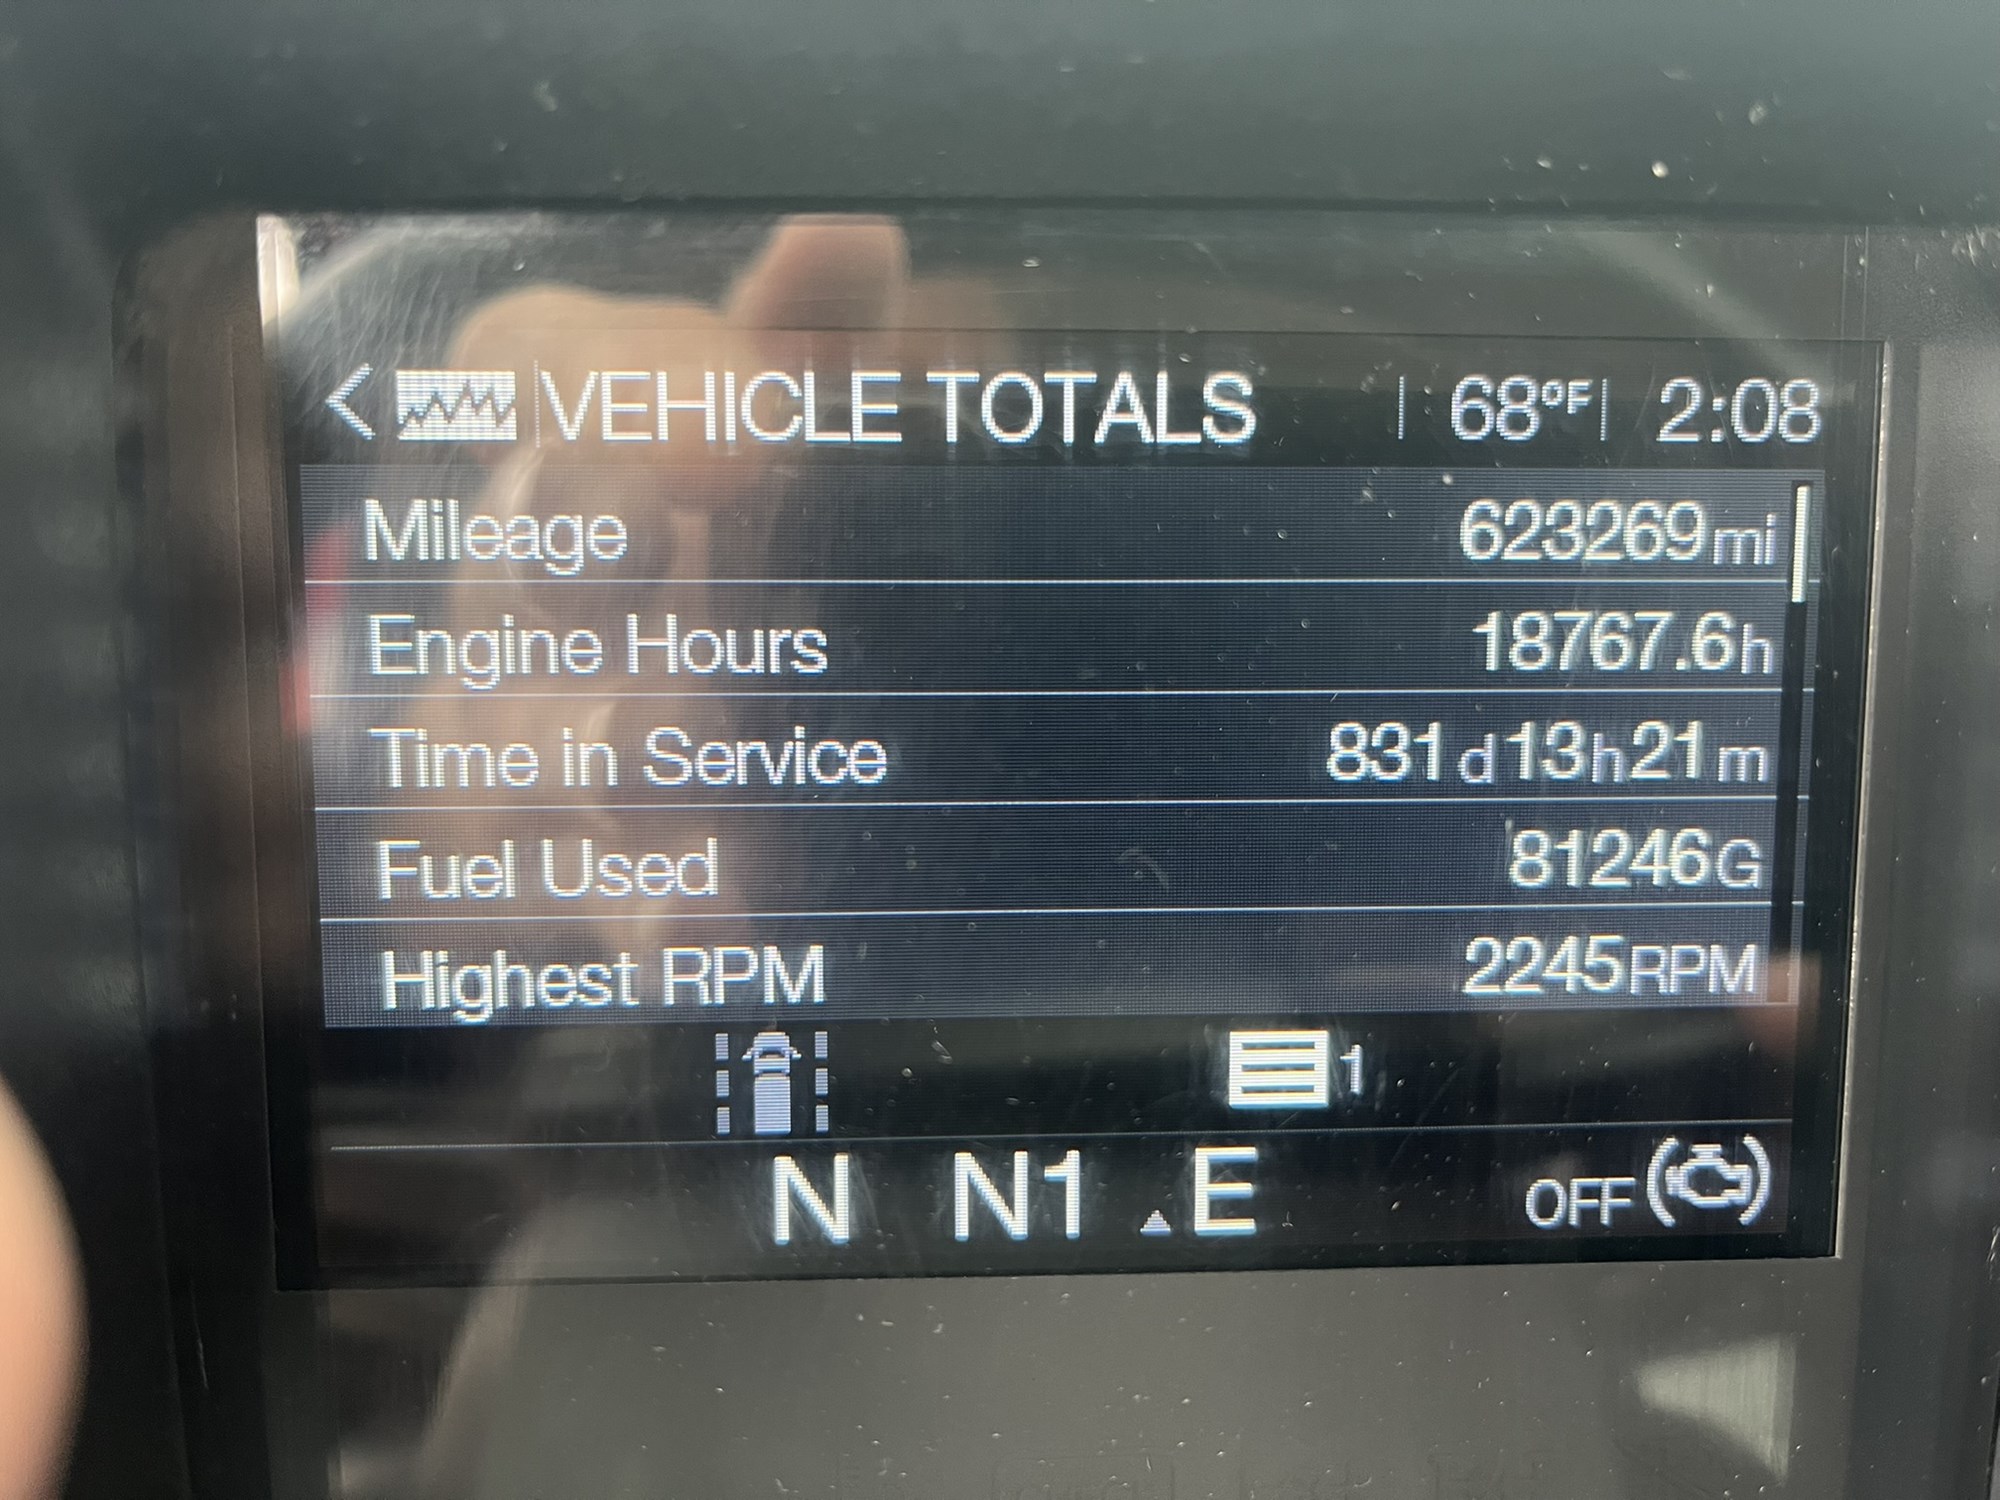 < VEHICLE TOTALS 68°F 2:08
Mileage 623269mi
Engine Hours 18767.6h
Time in Service 831d13h21m
Fuel Used 81246G
Highest RPM 2245RPM
1
N N1 E OFF